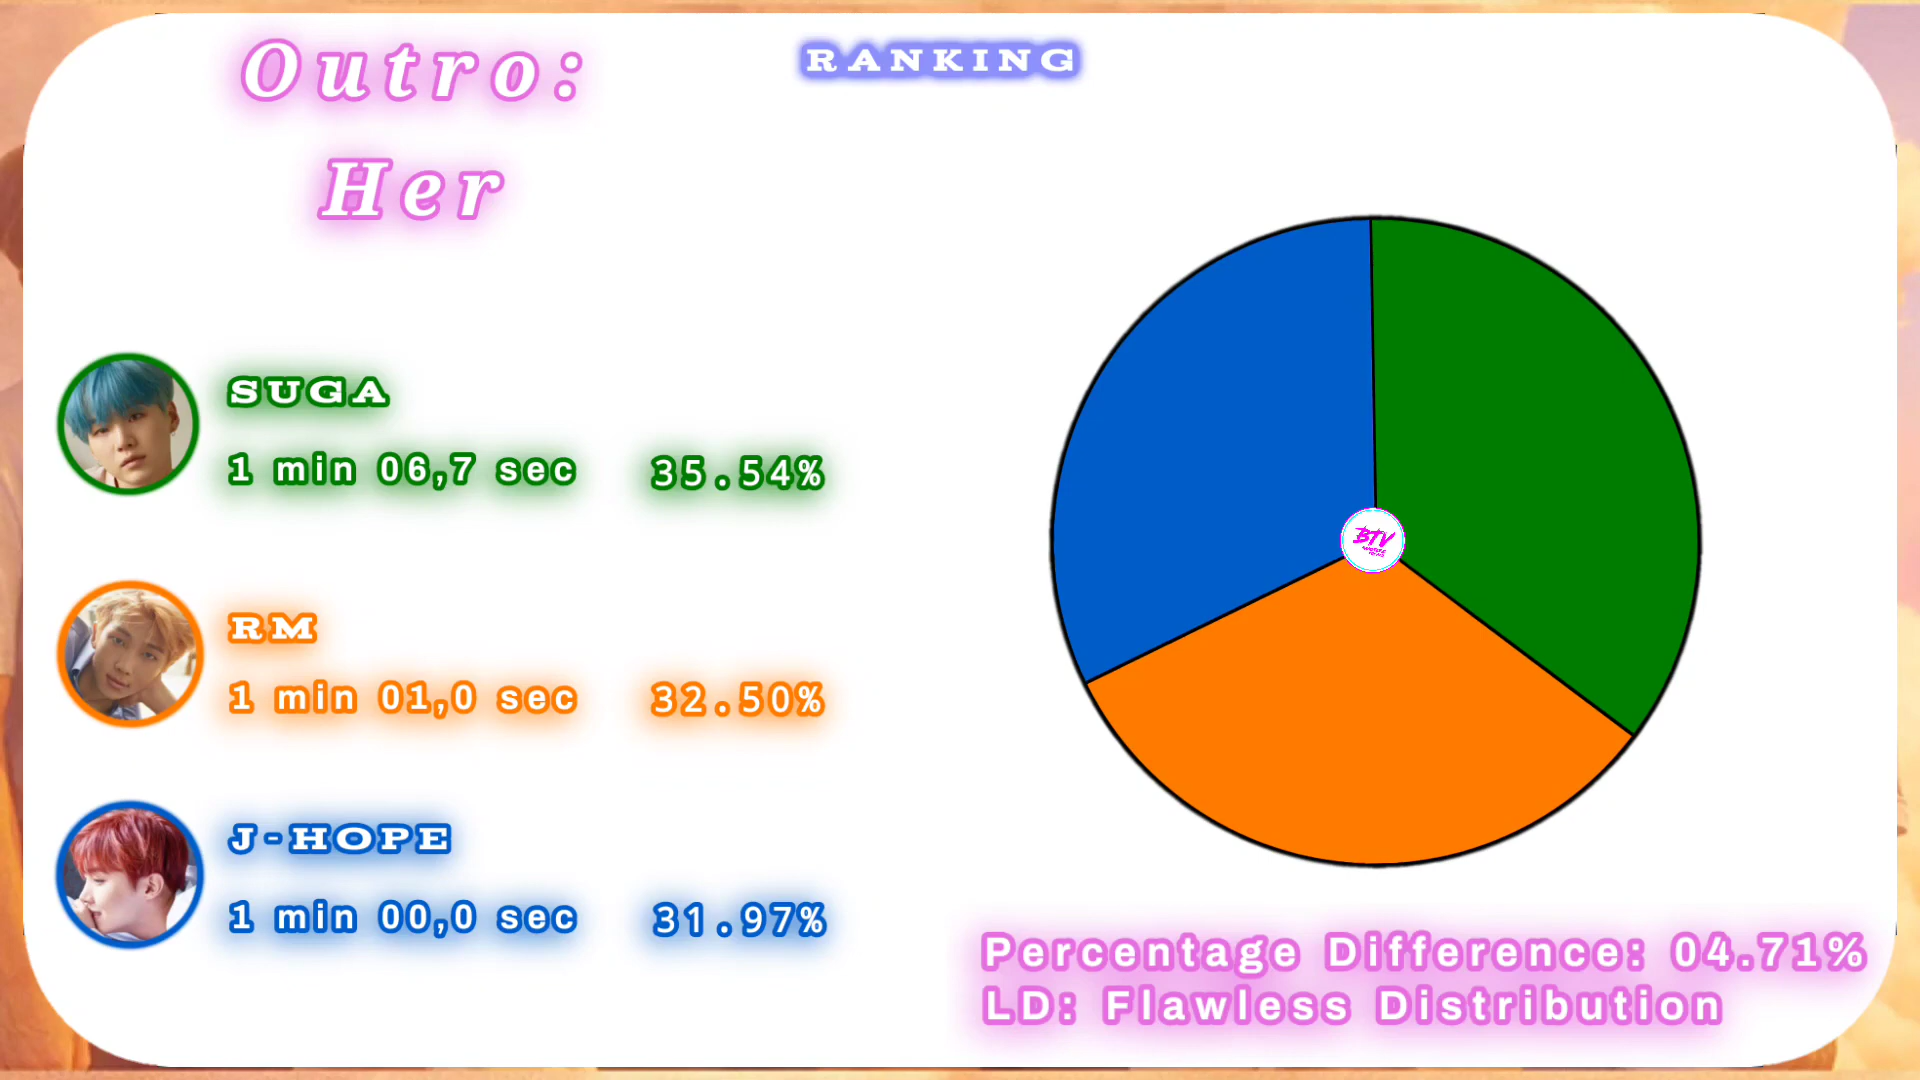 Outro:
Her
RANKING
SUGA
1 min 06,7 sec 35.54%
RM
1 min 01,0 sec 32.50%
J-HOPE
1 min 00,0 sec 31.97%
BTV
Percentage Difference: 04.71%
LD: Flawless Distribution